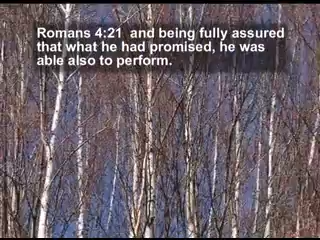 Romans 4:21  and being fully assured
that what he had promised, he was
able also to perform.